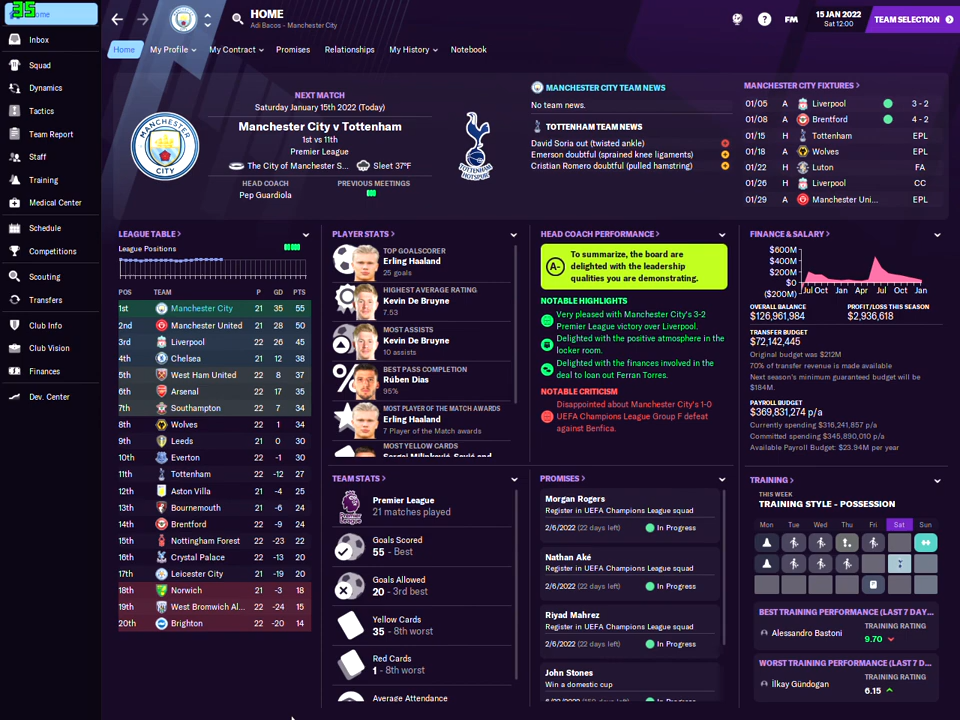 35
Home
HOME
Adi Bacos - Manchester City
FM
15 JAN 2022
Sat 12:00
TEAM SELECTION
Home
My Profile
My Contract
Promises
Relationships
My History
Notebook
Inbox
Squad
Dynamics
Tactics
Team Report
Staff
Training
Medical Center
Schedule
Competitions
Scouting
Transfers
Club Info
Club Vision
Finances
Dev. Center
NEXT MATCH
Saturday January 15th 2022 (Today)
Manchester City v Tottenham
1st vs 11th
Premier League
The City of Manchester S...
Sleet 37°F
HEAD COACH
Pep Guardiola
PREVIOUS MEETINGS
MANCHESTER CITY TEAM NEWS
No team news.
TOTTENHAM TEAM NEWS
David Soria out (twisted ankle)
Emerson doubtful (sprained knee ligaments)
Cristian Romero doubtful (pulled hamstring)
MANCHESTER CITY FIXTURES
01/05 A Liverpool 3 - 2
01/08 A Brentford 4 - 2
01/15 H Tottenham EPL
01/18 A Wolves EPL
01/22 H Luton FA
01/26 H Liverpool CC
01/29 A Manchester Uni... EPL
LEAGUE TABLE
League Positions
POS TEAM P GD PTS
1st Manchester City 21 35 55
2nd Manchester United 21 28 50
3rd Liverpool 22 26 45
4th Chelsea 21 12 38
5th West Ham United 22 8 37
6th Arsenal 21 17 35
7th Southampton 22 7 34
8th Wolves 22 1 34
9th Leeds 21 0 30
10th Everton 22 -1 30
11th Tottenham 22 -12 27
12th Aston Villa 21 -4 25
13th Bournemouth 21 -6 24
14th Brentford 22 -9 24
15th Nottingham Forest 22 -23 22
16th Crystal Palace 22 -13 20
17th Leicester City 21 -19 20
18th Norwich 21 -3 18
19th West Bromwich Al... 22 -24 15
20th Brighton 22 -20 14
PLAYER STATS
TOP GOALSCORER
Erling Haaland
25 goals
HIGHEST AVERAGE RATING
Kevin De Bruyne
7.53
MOST ASSISTS
Kevin De Bruyne
10 assists
BEST PASS COMPLETION
Rúben Dias
95%
MOST PLAYER OF THE MATCH AWARDS
Erling Haaland
7 Player of the Match awards
MOST YELLOW CARDS
Sergej Milinković-Savić and
HEAD COACH PERFORMANCE
A-
To summarize, the board are
delighted with the leadership
qualities you are demonstrating.
NOTABLE HIGHLIGHTS
Very pleased with Manchester City's 3-2
Premier League victory over Liverpool.
Delighted with the positive atmosphere in the
locker room.
Delighted with the finances involved in the
deal to loan out Ferran Torres.
NOTABLE CRITICISM
Disappointed about Manchester City's 1-0
UEFA Champions League Group F defeat
against Benfica.
FINANCE & SALARY
$600M
$400M
$200M
$0
($200M)
Jul Oct Jan Apr Jul Oct Jan
OVERALL BALANCE
$126,961,984
PROFIT/LOSS THIS SEASON
$2,936,618
TRANSFER BUDGET
$72,142,445
Original budget was $212M
70% of transfer revenue is made available
Next season's minimum guaranteed budget will be
$184M.
PAYROLL BUDGET
$369,831,274 p/a
Currently spending $316,241,857 p/a
Committed spending $345,890,010 p/a
Available Payroll Budget: $23.94M per year
TEAM STATS
Premier League
21 matches played
Goals Scored
55 - Best
Goals Allowed
20 - 3rd best
Yellow Cards
35 - 8th worst
Red Cards
1 - 8th worst
Average Attendance
PROMISES
Morgan Rogers
Register in UEFA Champions League squad
2/6/2022 (22 days left) In Progress
Nathan Aké
Register in UEFA Champions League squad
2/6/2022 (22 days left) In Progress
Riyad Mahrez
Register in UEFA Champions League squad
2/6/2022 (22 days left) In Progress
John Stones
Win a domestic cup
In Progress
TRAINING
THIS WEEK
TRAINING STYLE - POSSESSION
Mon Tue Wed Thu Fri Sat Sun
BEST TRAINING PERFORMANCE (LAST 7 DAY...
Alessandro Bastoni
TRAINING RATING
9.70
WORST TRAINING PERFORMANCE (LAST 7 D...
İlkay Gündogan
TRAINING RATING
6.15